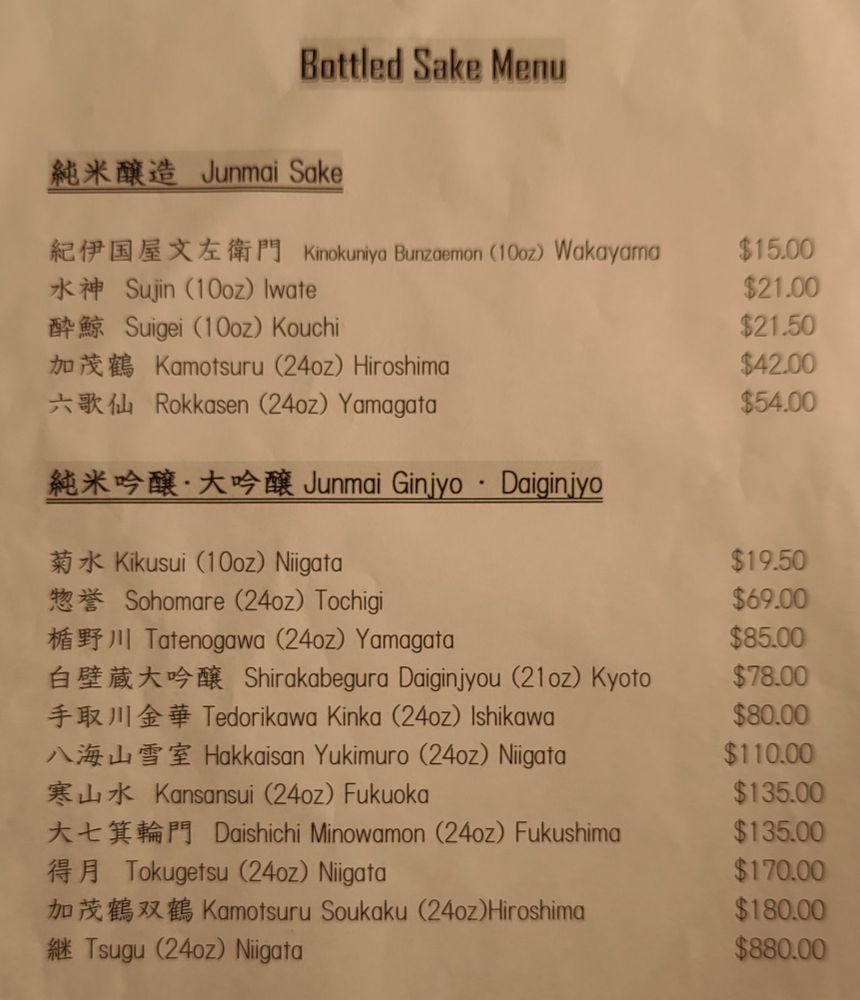 Bottled Sake Menu
純米醸造 Junmai Sake
紀伊国屋文左衛門 Kinokuniya Bunzaemon (10oz) Wakayama $15.00
水神 Sujin (10oz) Iwate $21.00
酔鯨 Suigei (10oz) Kouchi $21.50
加茂鶴 Kamotsuru (24oz) Hiroshima $42.00
六歌仙 Rokkasen (24oz) Yamagata $54.00
純米吟醸・大吟醸 Junmai Ginjyo · Daiginjyo
菊水 Kikusui (10oz) Niigata $19.50
惣誉 Sohomare (24oz) Tochigi $69.00
楯野川 Tatenogawa (24oz) Yamagata $85.00
白壁蔵大吟醸 Shirakabegura Daiginjyou (21oz) Kyoto $78.00
手取川金華 Tedorikawa Kinka (24oz) Ishikawa $80.00
八海山雪室 Hakkaisan Yukimuro (24oz) Niigata $110.00
寒山水 Kansansui (24oz) Fukuoka $135.00
大七箕輪門 Daishichi Minowamon (24oz) Fukushima $135.00
得月 Tokugetsu (24oz) Niigata $170.00
加茂鶴双鶴 Kamotsuru Soukaku (24oz)Hiroshima $180.00
継 Tsugu (24oz) Niigata $880.00